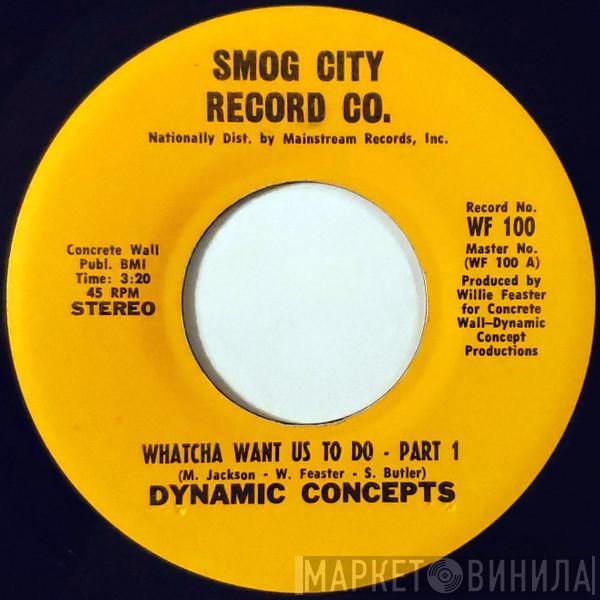 SMOG CITY
RECORD CO.
Nationally Dist. by Mainstream Records, Inc.
Concrete Wall
Publ. BMI
Time: 3:20
45 RPM
STEREO
Record No.
WF 100
Master No.
(WF 100 A)
Produced by
Willie Feaster
for Concrete
Wall-Dynamic
Concept
Productions
WHATCHA WANT US TO DO - PART 1
(M. Jackson - W. Feaster - S. Butler)
DYNAMIC CONCEPTS
МАРКЕТ ВИНИЛА